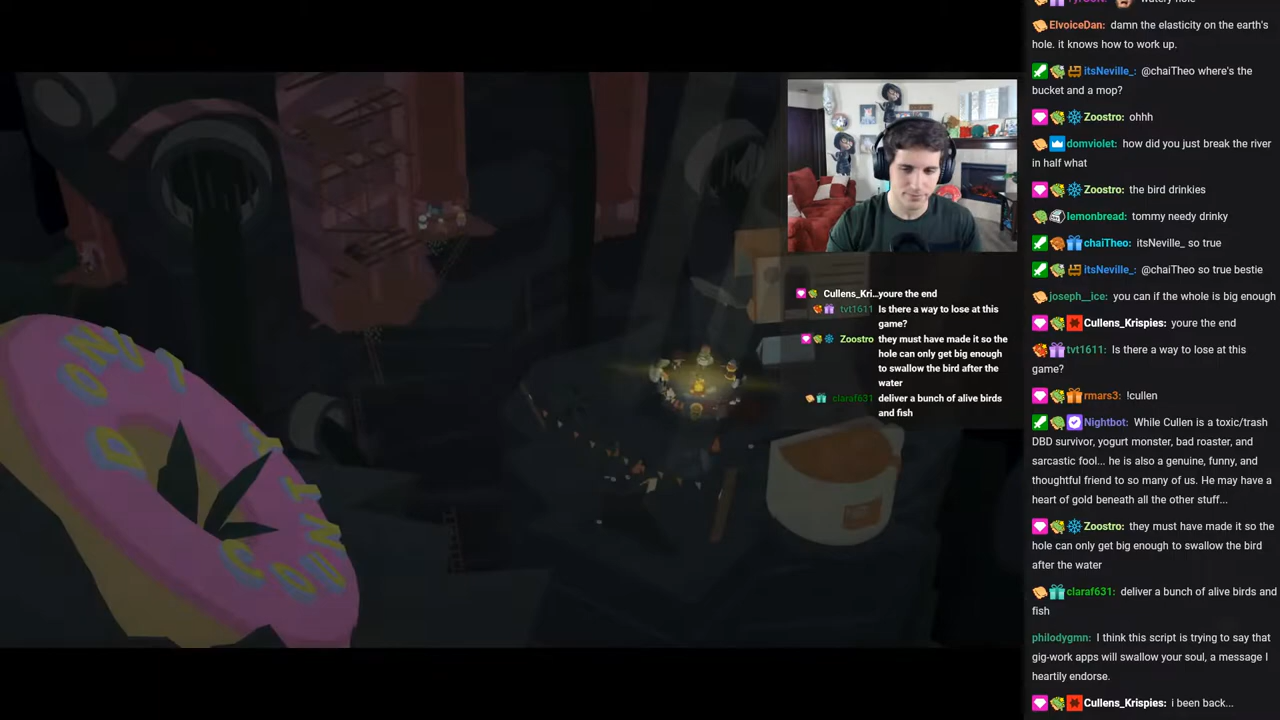 watery hole
ElvoiceDan: damn the elasticity on the earth's
hole. it knows how to work up.
itsNeville_: @chaiTheo where's the
bucket and a mop?
Zoostro: ohhh
domviolet: how did you just break the river
in half what
Zoostro: the bird drinkies
lemonbread: tommy needy drinky
chaiTheo: itsNeville_ so true
itsNeville_: @chaiTheo so true bestie
joseph__ice: you can if the whole is big enough
Cullens_Krispies: youre the end
tvt1611: Is there a way to lose at this
game?
rmars3: !cullen
Nightbot: While Cullen is a toxic/trash
DBD survivor, yogurt monster, bad roaster, and
sarcastic fool... he is also a genuine, funny, and
thoughtful friend to so many of us. He may have a
heart of gold beneath all the other stuff...
Zoostro: they must have made it so the
hole can only get big enough to swallow the bird
after the water
claraf631: deliver a bunch of alive birds and
fish
philodygmn: I think this script is trying to say that
gig-work apps will swallow your soul, a message I
heartily endorse.
Cullens_Krispies: i been back...
Cullens_Kri... youre the end
tvt1611 Is there a way to lose at this
game?
Zoostro they must have made it so
the hole can only get big enough
to swallow the bird after the
water
claraf631 deliver a bunch of alive birds
and fish
DONUT
COUNTY